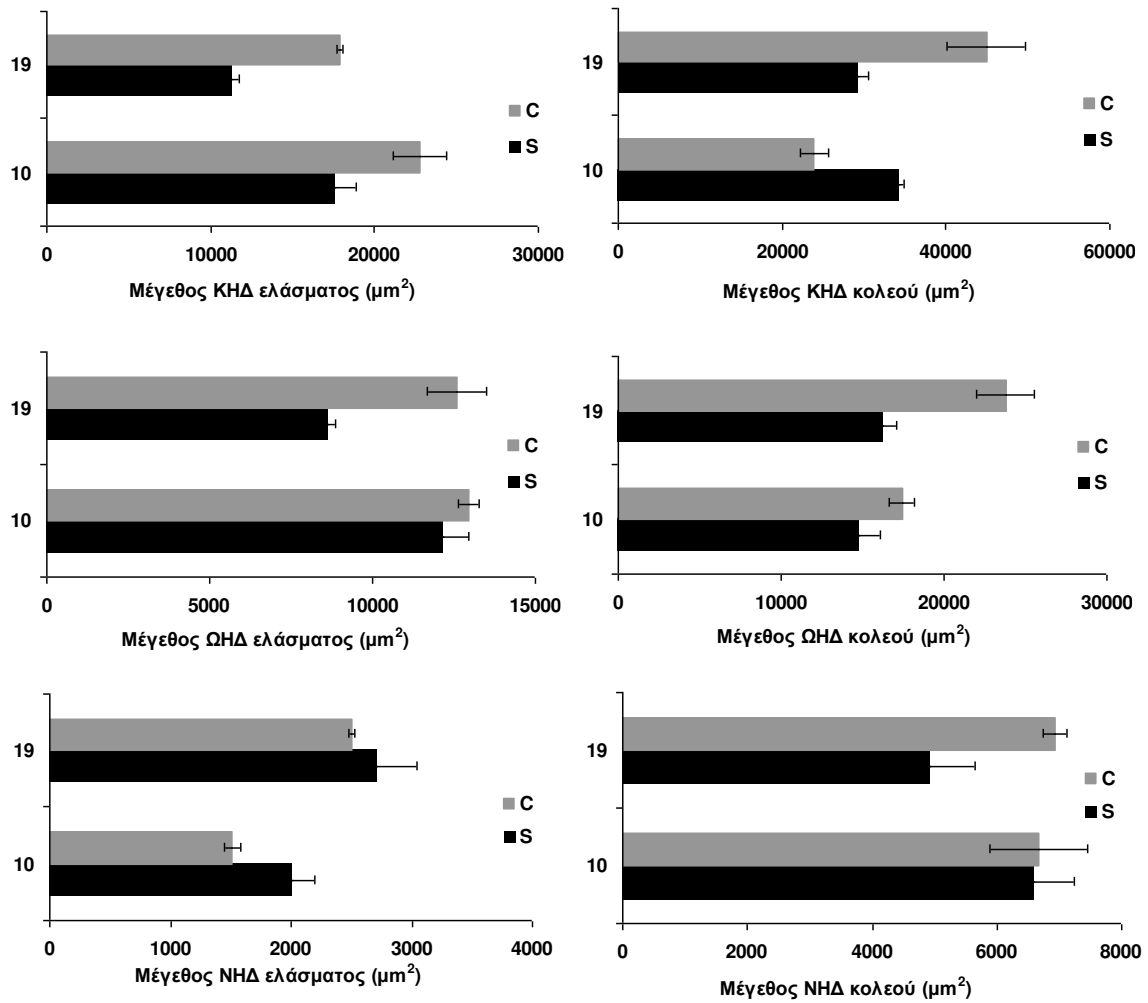 19
C
S
10
0 10000 20000 30000
Μέγεθος ΚΗΔ ελάσματος (μm²)
19
C
S
10
0 20000 40000 60000
Μέγεθος ΚΗΔ κολεού (μm²)
19
C
S
10
0 5000 10000 15000
Μέγεθος ΩΗΔ ελάσματος (μm²)
19
C
S
10
0 10000 20000 30000
Μέγεθος ΩΗΔ κολεού (μm²)
19
C
S
10
0 1000 2000 3000 4000
Μέγεθος ΝΗΔ ελάσματος (μm²)
19
C
S
10
0 2000 4000 6000 8000
Μέγεθος ΝΗΔ κολεού (μm²)